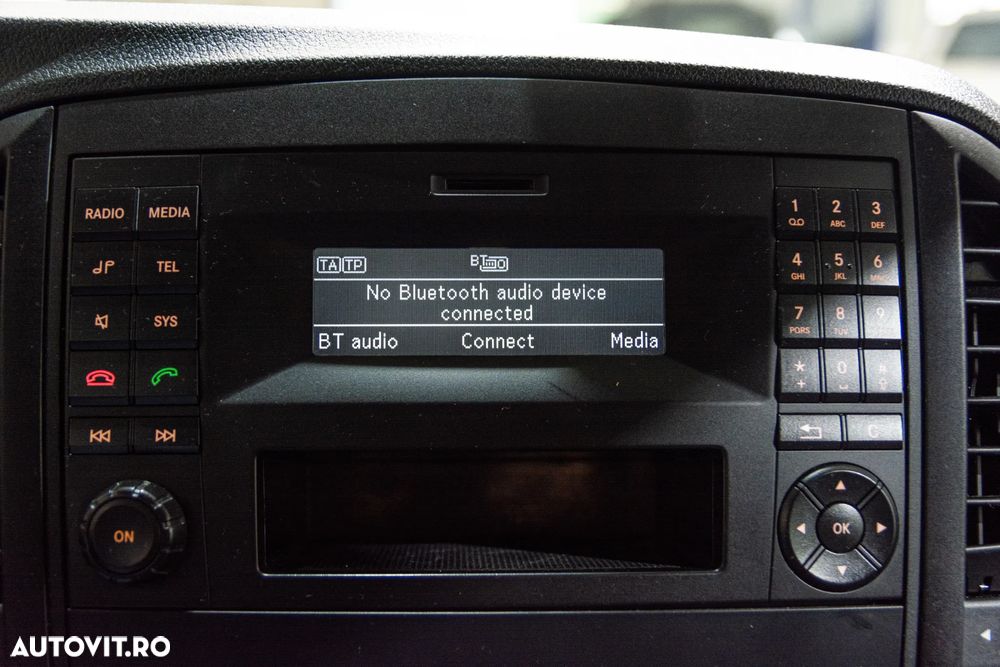 RADIO MEDIA
TEL
SYS
ON
TA TP BT
No Bluetooth audio device
connected
BT audio Connect Media
1 2 3
ABC DEF
4 5 6
GHI JKL
7 8 9
PQRS TUV
* 0 #
+
C
OK
AUTOVIT.RO